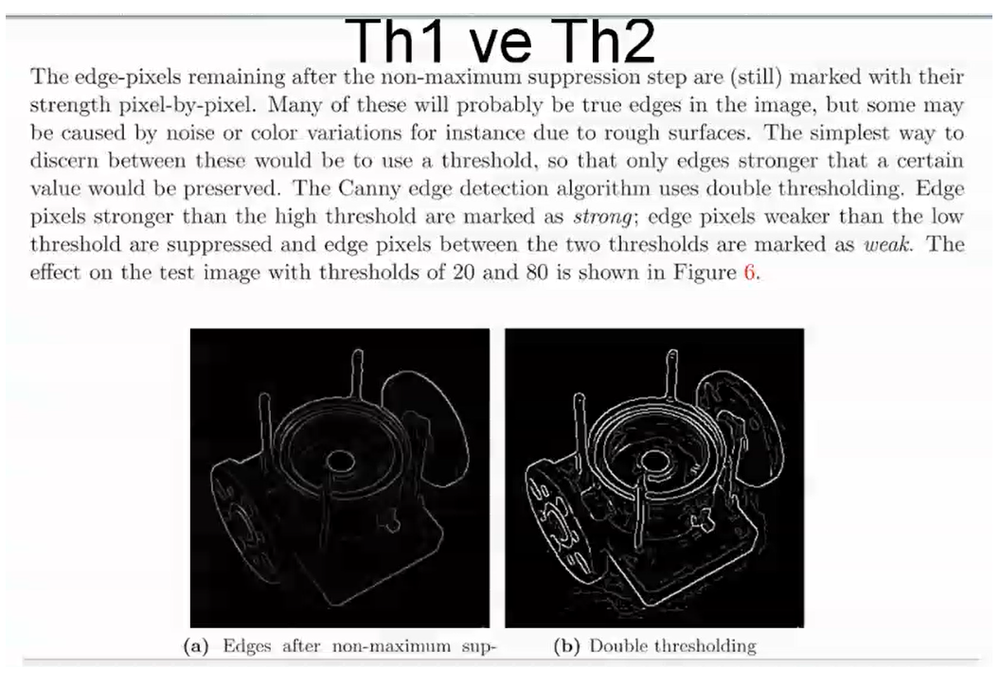 Th1 ve Th2
The edge-pixels remaining after the non-maximum suppression step are (still) marked with their
strength pixel-by-pixel. Many of these will probably be true edges in the image, but some may
be caused by noise or color variations for instance due to rough surfaces. The simplest way to
discern between these would be to use a threshold, so that only edges stronger that a certain
value would be preserved. The Canny edge detection algorithm uses double thresholding. Edge
pixels stronger than the high threshold are marked as strong; edge pixels weaker than the low
threshold are suppressed and edge pixels between the two thresholds are marked as weak. The
effect on the test image with thresholds of 20 and 80 is shown in Figure 6.
(a) Edges after non-maximum sup-
(b) Double thresholding